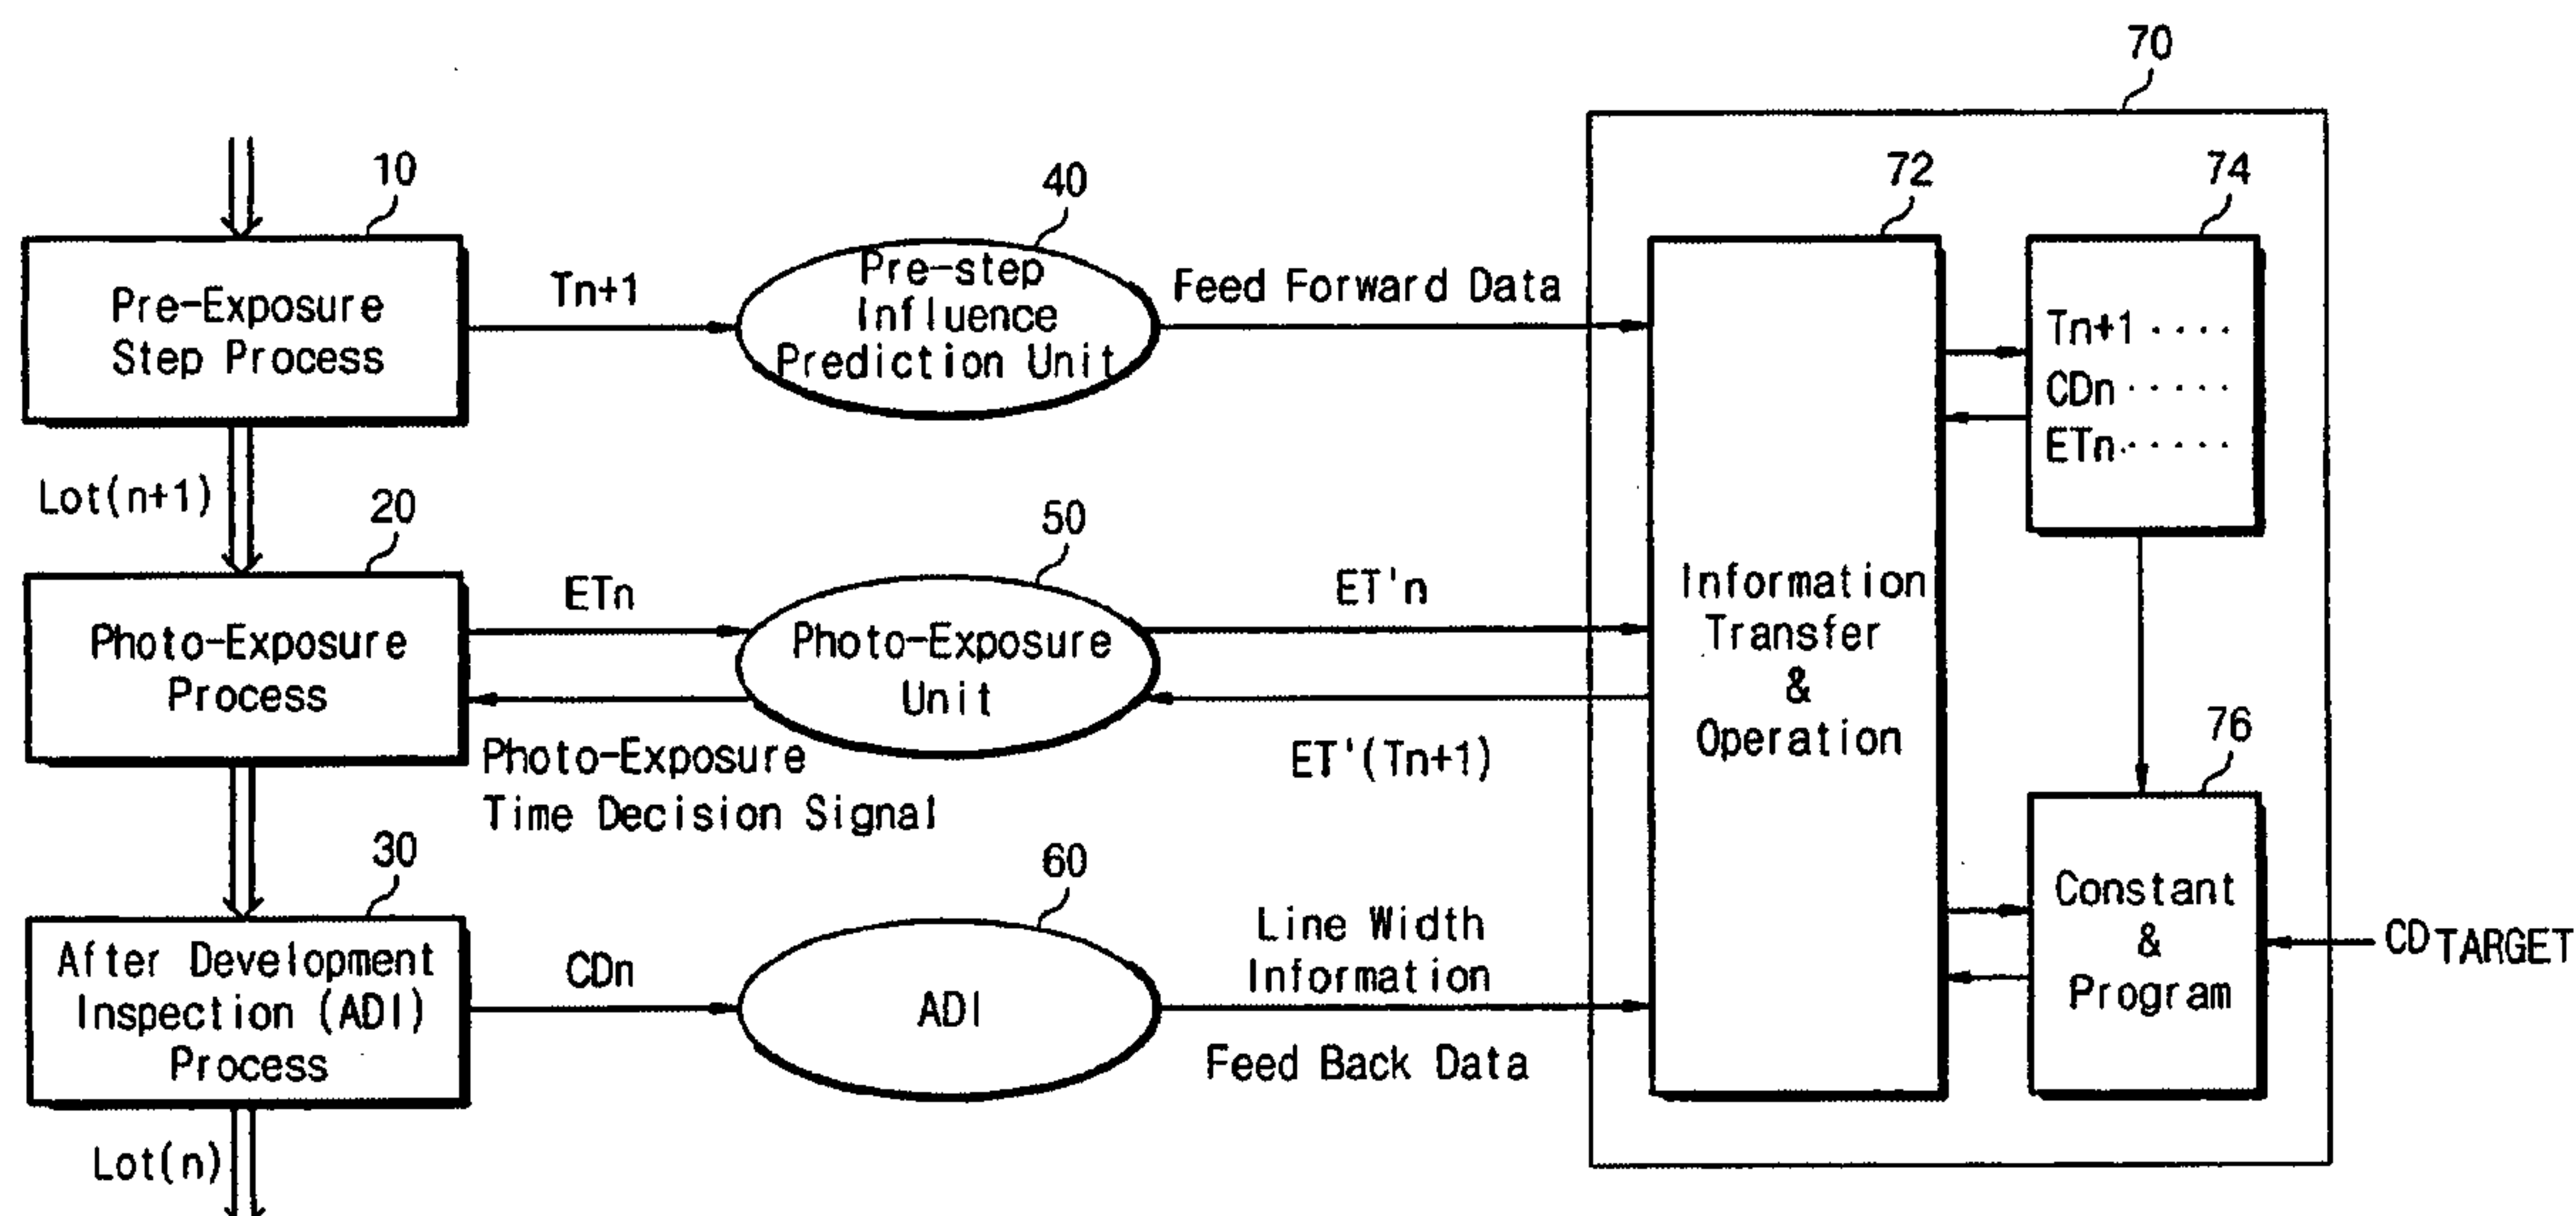 70
10
40
72
74
Pre-Exposure
Step Process
Tn+1
Pre-step
Influence
Prediction Unit
Feed Forward Data
Tn+1 ····
CDn ·····
ETn ·····
Lot(n+1)
20
50
Photo-Exposure
Process
ETn
Photo-Exposure
Unit
ET'n
ET'(Tn+1)
Photo-Exposure
Time Decision Signal
Information
Transfer
&
Operation
76
Constant
&
Program
CD TARGET
30
60
After Development
Inspection (ADI)
Process
CDn
ADI
Line Width
Information
Feed Back Data
Lot(n)